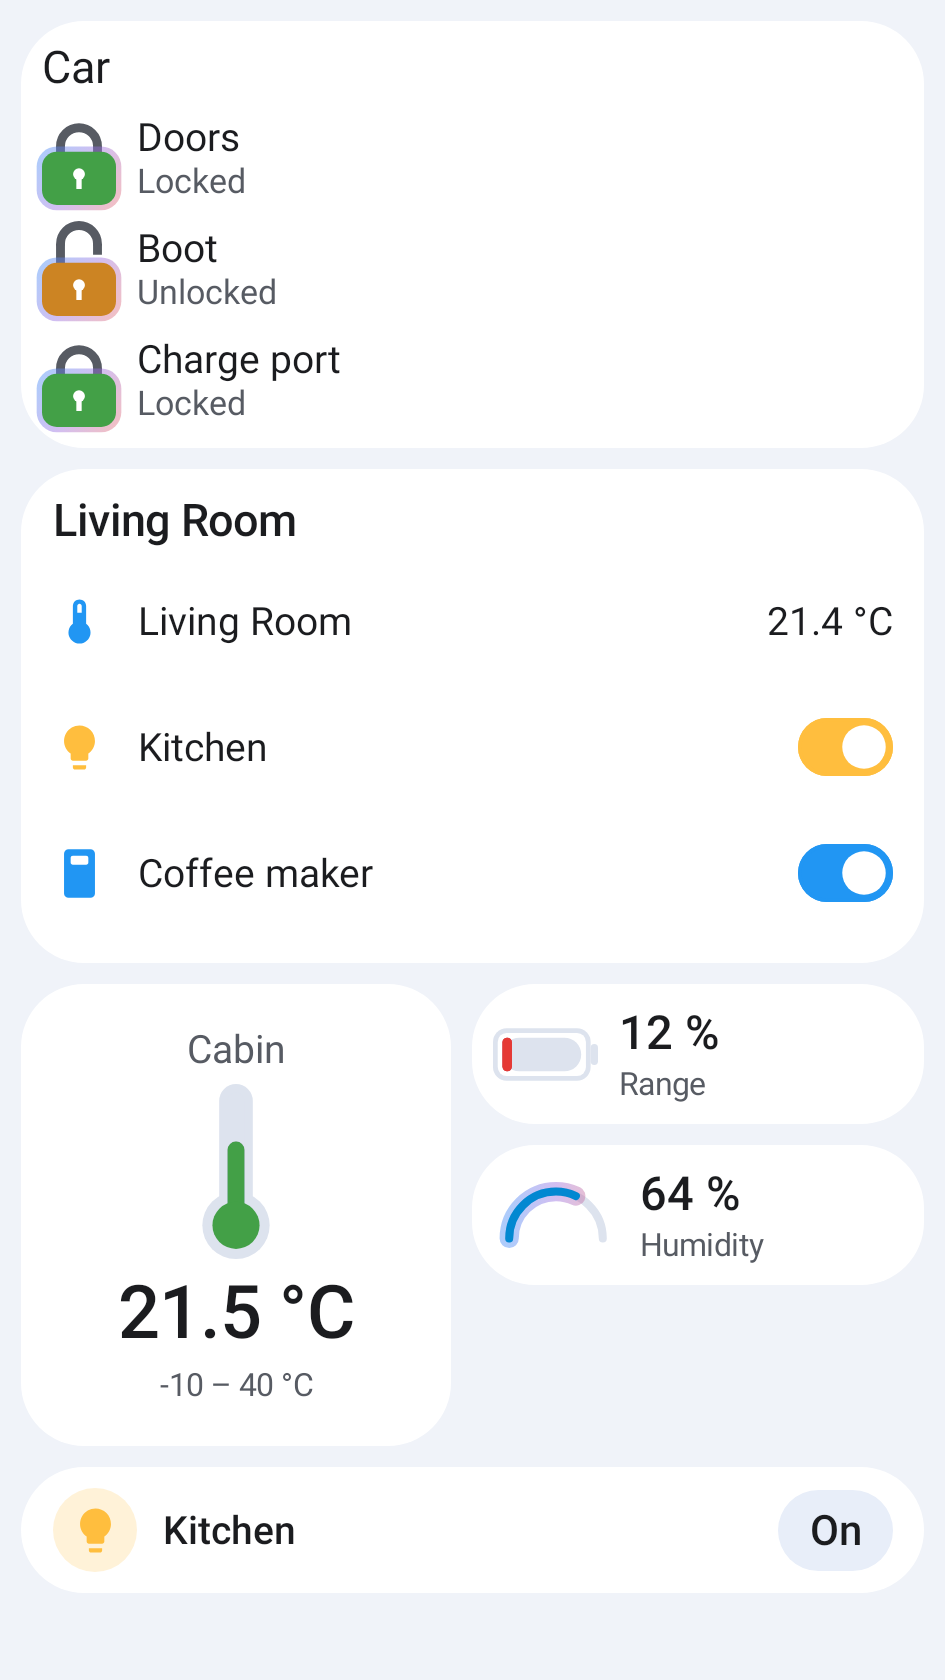 Car
Doors
Locked
Boot
Unlocked
Charge port
Locked
Living Room
Living Room
21.4 °C
Kitchen
Coffee maker
Cabin
21.5 °C
-10 – 40 °C
12 %
Range
64 %
Humidity
Kitchen
On